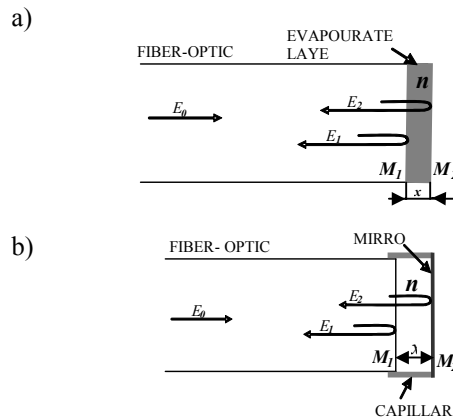 a)
EVAPOURATE
LAYE
FIBER-OPTIC
n
E₀
E₂
E₁
M₁
M
x
b)
FIBER- OPTIC
MIRRO
n
E₀
E₂
E₁
M₁
λ
M
CAPILLAR